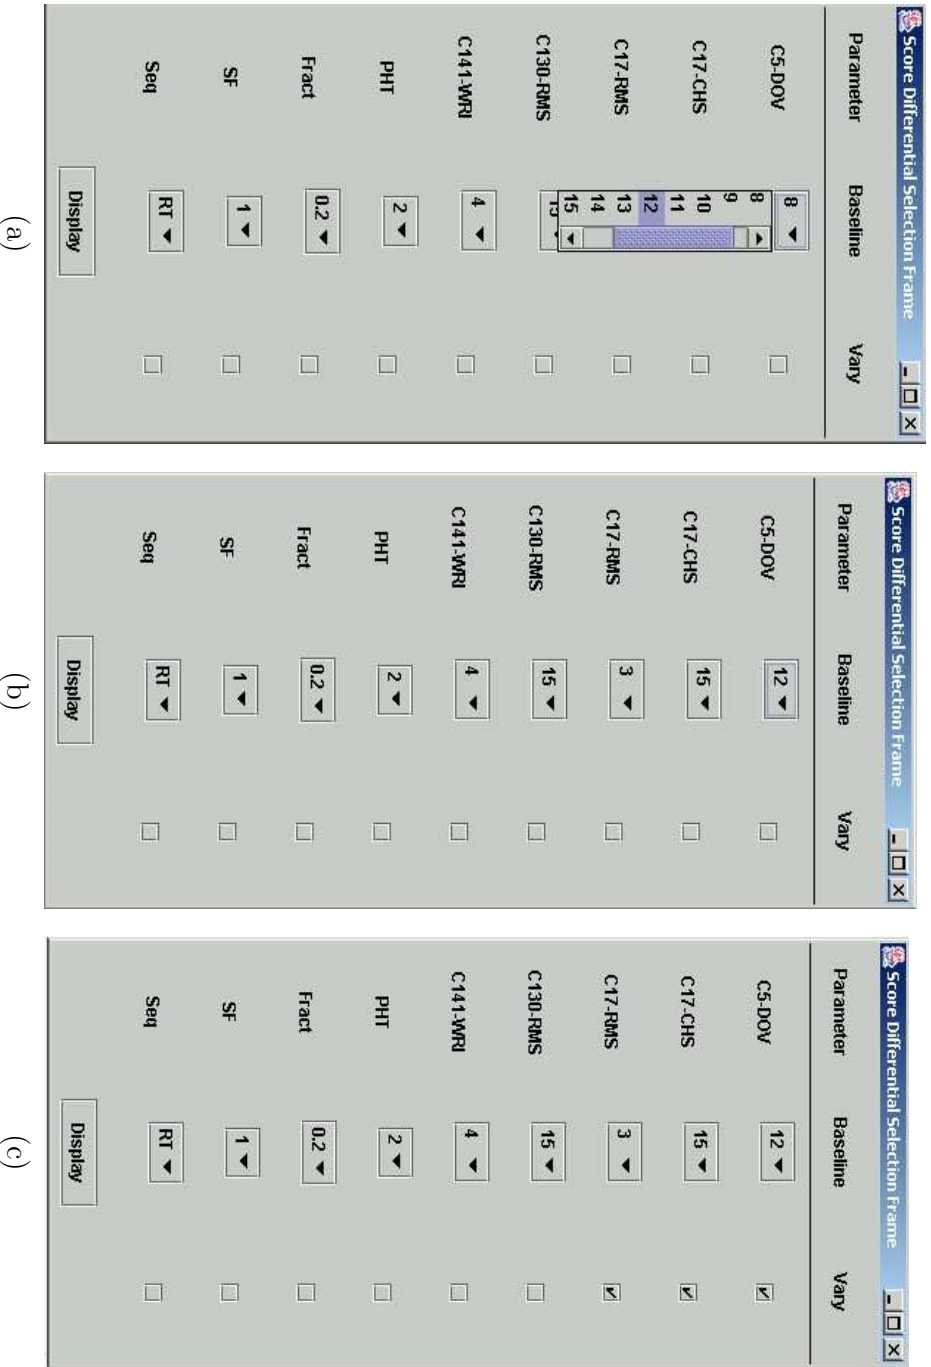 Score Differential Selection Frame
Parameter Baseline Vary
C5-DOV 8
8
9
C17-CHS 10
11
12
C17-RMS 13
14
15
C130-RMS
C141-WRI 4
PHT 2
Fract 0.2
SF 1
Seq RT
Display
(a)
Score Differential Selection Frame
Parameter Baseline Vary
C5-DOV 12
C17-CHS 15
C17-RMS 3
C130-RMS 15
C141-WRI 4
PHT 2
Fract 0.2
SF 1
Seq RT
Display
(b)
Score Differential Selection Frame
Parameter Baseline Vary
C5-DOV 12
C17-CHS 15
C17-RMS 3
C130-RMS 15
C141-WRI 4
PHT 2
Fract 0.2
SF 1
Seq RT
Display
(c)